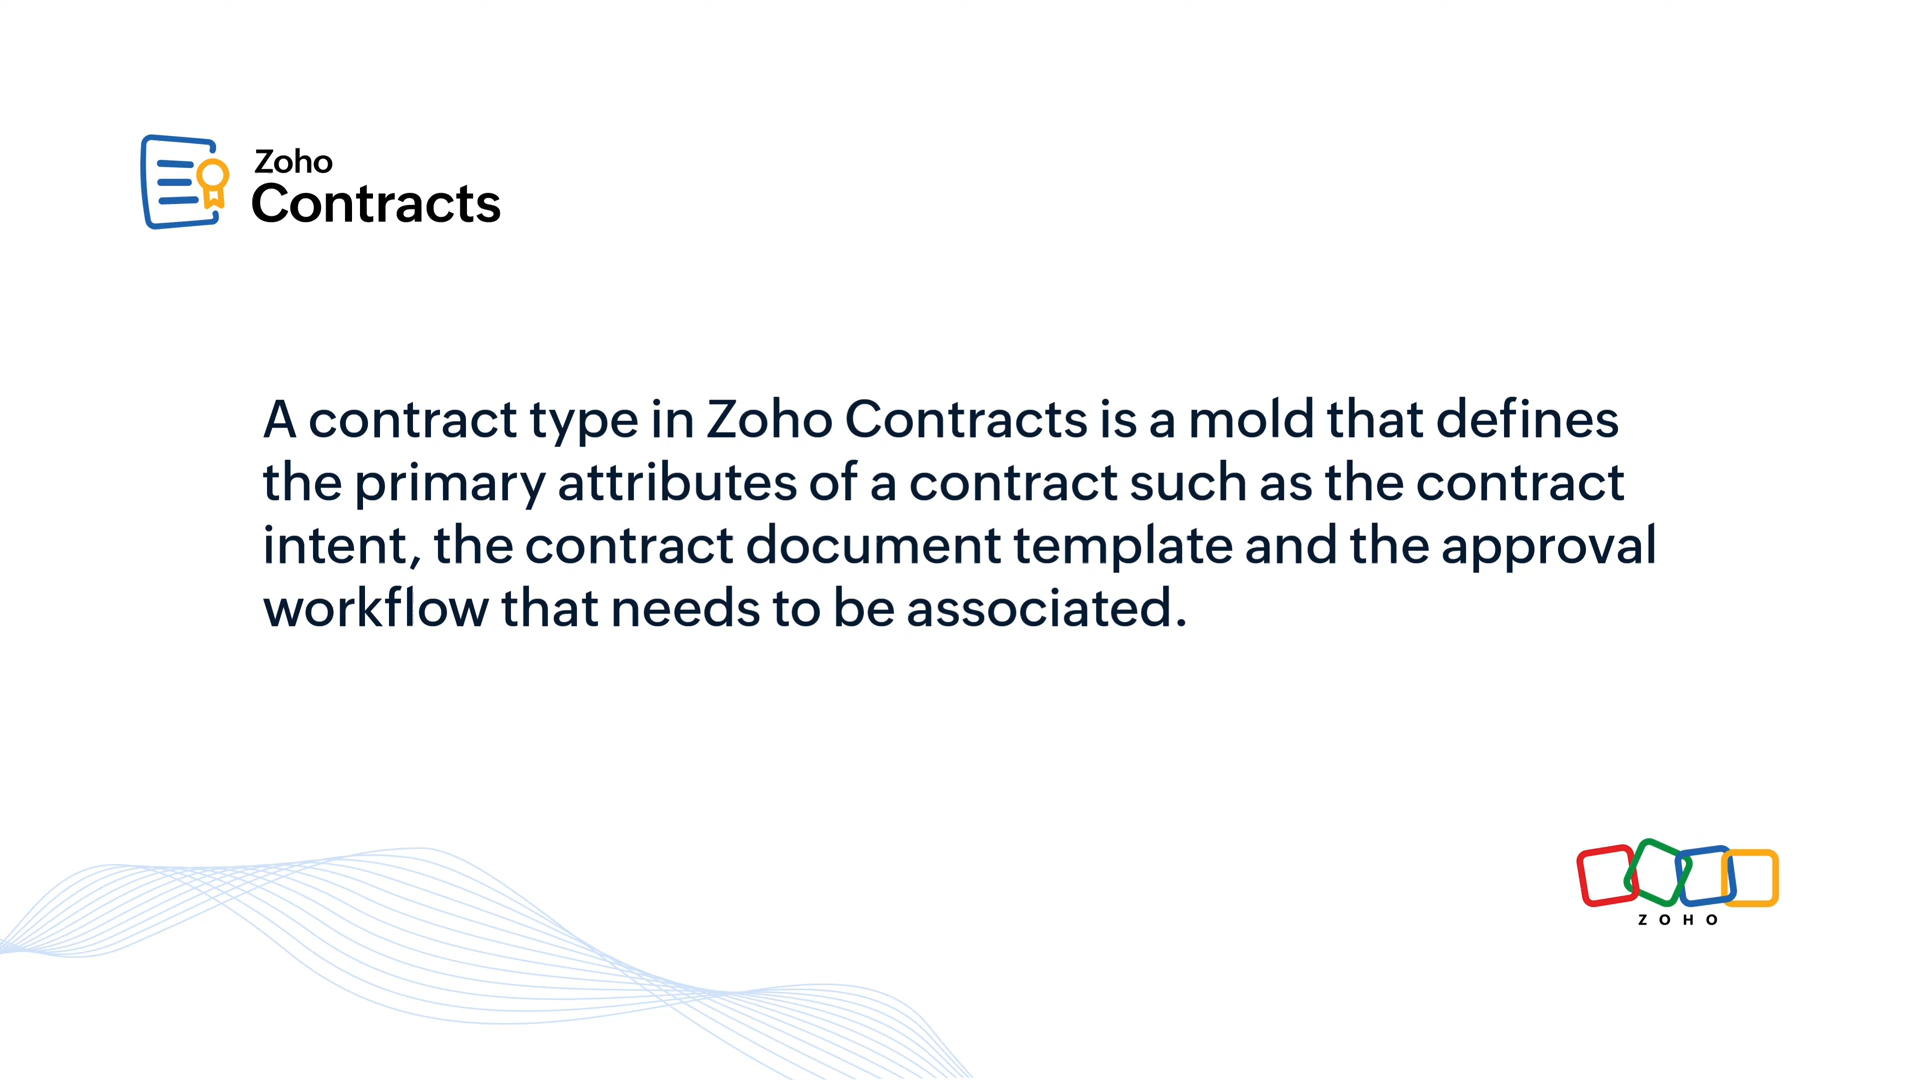 Zoho
Contracts
A contract type in Zoho Contracts is a mold that defines
the primary attributes of a contract such as the contract
intent, the contract document template and the approval
workflow that needs to be associated.
ZOHO